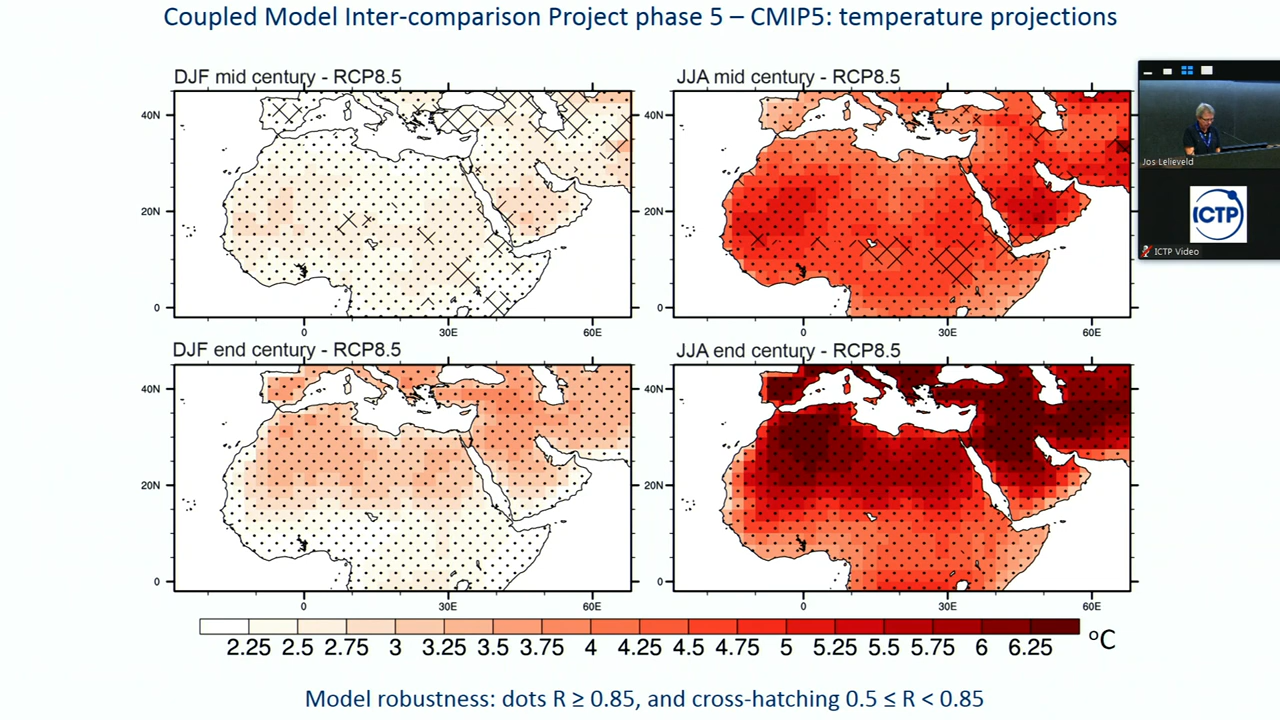 Coupled Model Inter-comparison Project phase 5 – CMIP5: temperature projections
DJF mid century - RCP8.5
JJA mid century - RCP8.5
40N
20N
0
0
30E
60E
40N
20N
0
0
30E
60E
Jos Lelieveld
ICTP
ICTP Video
DJF end century - RCP8.5
JJA end century - RCP8.5
40N
20N
0
0
30E
60E
40N
20N
0
0
30E
60E
2.25 2.5 2.75 3 3.25 3.5 3.75 4 4.25 4.5 4.75 5 5.25 5.5 5.75 6 6.25 °C
Model robustness: dots R ≥ 0.85, and cross-hatching 0.5 ≤ R < 0.85